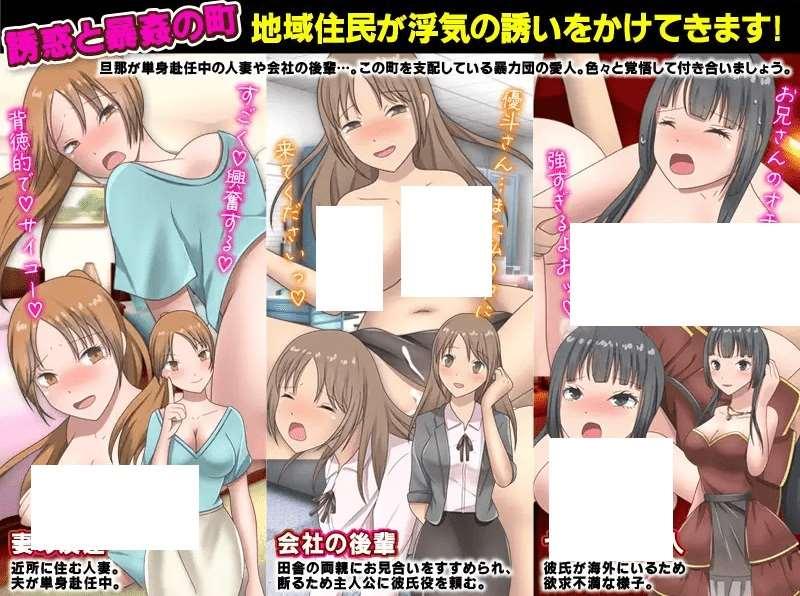 誘惑と暴姦の町
地域住民が浮気の誘いをかけてきます!
旦那が単身赴任中の人妻や会社の後輩…。この町を支配している暴力団の愛人。色々と覚悟して付き合いましょう。
すごく♡興奮する♡
背徳的で♡サイコー♡
優斗さん…
来てくださいっ♡
お兄さんのオ
強すぎるよおッ♡
妻の
近所に住む人妻。
夫が単身赴任中。
会社の後輩
田舎の両親にお見合いをすすめられ、
断るため主人公に彼氏役を頼む。
人
彼氏が海外にいるため
欲求不満な様子。